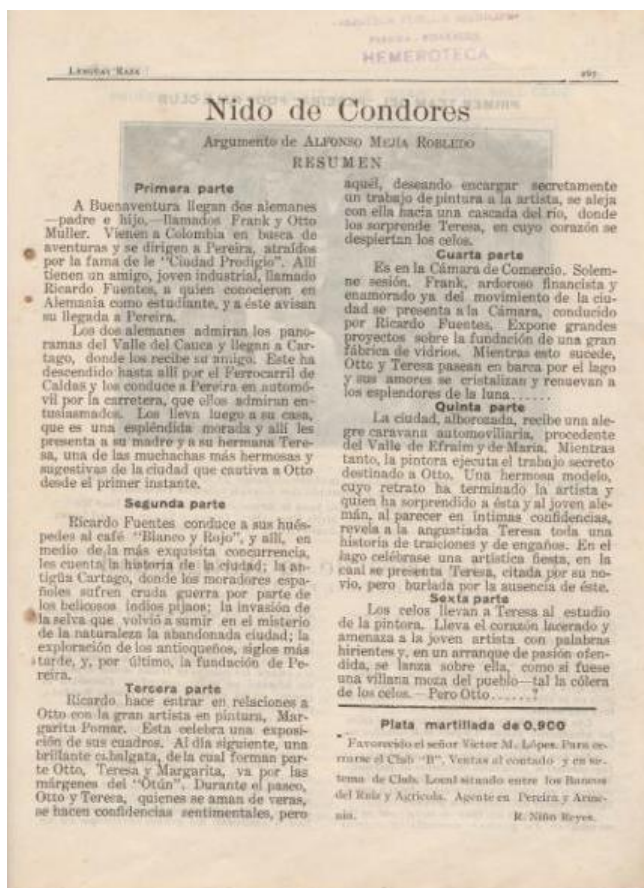 HEMEROTECA
LENGUA Y RAZA
Nido de Condores
Argumento de ALFONSO MEJÍA ROBLEDO
RESUMEN
Primera parte
A Buenaventura llegan dos alemanes
—padre e hijo,—llamados Frank y Otto
Muller. Vienen a Colombia en busca de
aventuras y se dirigen a Pereira, atraídos
por la fama de le "Ciudad Prodigio". Allí
tienen un amigo, joven industrial, llamado
Ricardo Fuentes, a quien conocieron en
Alemania como estudiante, y a éste avisan
su llegada a Pereira.
Los dos alemanes admiran los pano-
ramas del Valle del Cauca y llegan a Car-
tago, donde los recibe su amigo. Este ha
descendido hasta allí por el Ferrocarril de
Caldas y los conduce a Pereira en automó-
vil por la carretera, que ellos admiran en-
tusiasmados. Los lleva luego a su casa,
que es una espléndida morada y allí les
presenta a su madre y a su hermana Tere-
sa, una de las muchachas más hermosas y
sugestivas de la ciudad que cautiva a Otto
desde el primer instante.
Segunda parte
Ricardo Fuentes conduce a sus hués-
pedes al café "Blanco y Rojo", y allí, en
medio de la más exquisita concurrencia,
les cuenta la historia de la ciudad; la an-
tigüa Cartago, donde los moradores espa-
ñoles sufren cruda guerra por parte de
los belicosos indios pijaos; la invasión de
la selva que volvió a sumir en el misterio
de la naturaleza la abandonada ciudad; la
exploración de los antioqueños, siglos más
tarde, y, por último, la fundación de Pe-
reira.
Tercera parte
Ricardo hace entrar en relaciones a
Otto con la gran artista en pintura, Mar-
garita Pomar. Esta celebra una exposi-
ción de sus cuadros. Al día siguiente, una
brillante cabalgata, de la cual forman par-
te Otto, Teresa y Margarita, va por las
márgenes del "Otún". Durante el paseo,
Otto y Teresa, quienes se aman de veras,
se hacen confidencias sentimentales, pero
aquél, deseando encargar secretamente
un trabajo de pintura a la artista, se aleja
con ella hacia una cascada del río, donde
los sorprende Teresa, en cuyo corazón se
despiertan los celos.
Cuarta parte
Es en la Cámara de Comercio. Solem-
ne sesión. Frank, ardoroso financista y
enamorado ya del movimiento de la ciu-
dad se presenta a la Cámara, conducido
por Ricardo Fuentes, Expone grandes
proyectos sobre la fundación de una gran
fábrica de vidrios. Mientras esto sucede,
Otto y Teresa pasean en barca por el lago
y sus amores se cristalizan y renuevan a
los esplendores de la luna......
Quinta parte
La ciudad, alborozada, recibe una ale-
gre caravana automoviliaria, procedente
del Valle de Efraim y de María. Mientras
tanto, la pintora ejecuta el trabajo secreto
destinado a Otto. Una hermosa modelo,
cuyo retrato ha terminado la artista y
quien ha sorprendido a ésta y al joven ale-
mán, al parecer en íntimas confidencias,
revela a la angustiada Teresa toda una
historia de traiciones y de engaños. En el
lago celébrase una artística fiesta, en la
cual se presenta Teresa, citada por su no-
vio, pero burlada por la ausencia de éste.
Sexta parte
Los celos llevan a Teresa al estudio
de la pintora. Lleva el corazón lacerado y
amenaza a la joven artista con palabras
hirientes y, en un arranque de pasión ofen-
dida, se lanza sobre ella, como si fuese
una villana moza del pueblo—tal la cólera
de los celos.—Pero Otto......?
Plata martillada de 0,900
Favorecido el señor Victor M. López. Para ce-
rrarse el Club "B". Ventas al contado y en sis-
tema de Club. Local situado entre los Bancos
del Ruiz y Agrícola. Agente en Pereira y Arme-
nia. R. Niño Reyes.